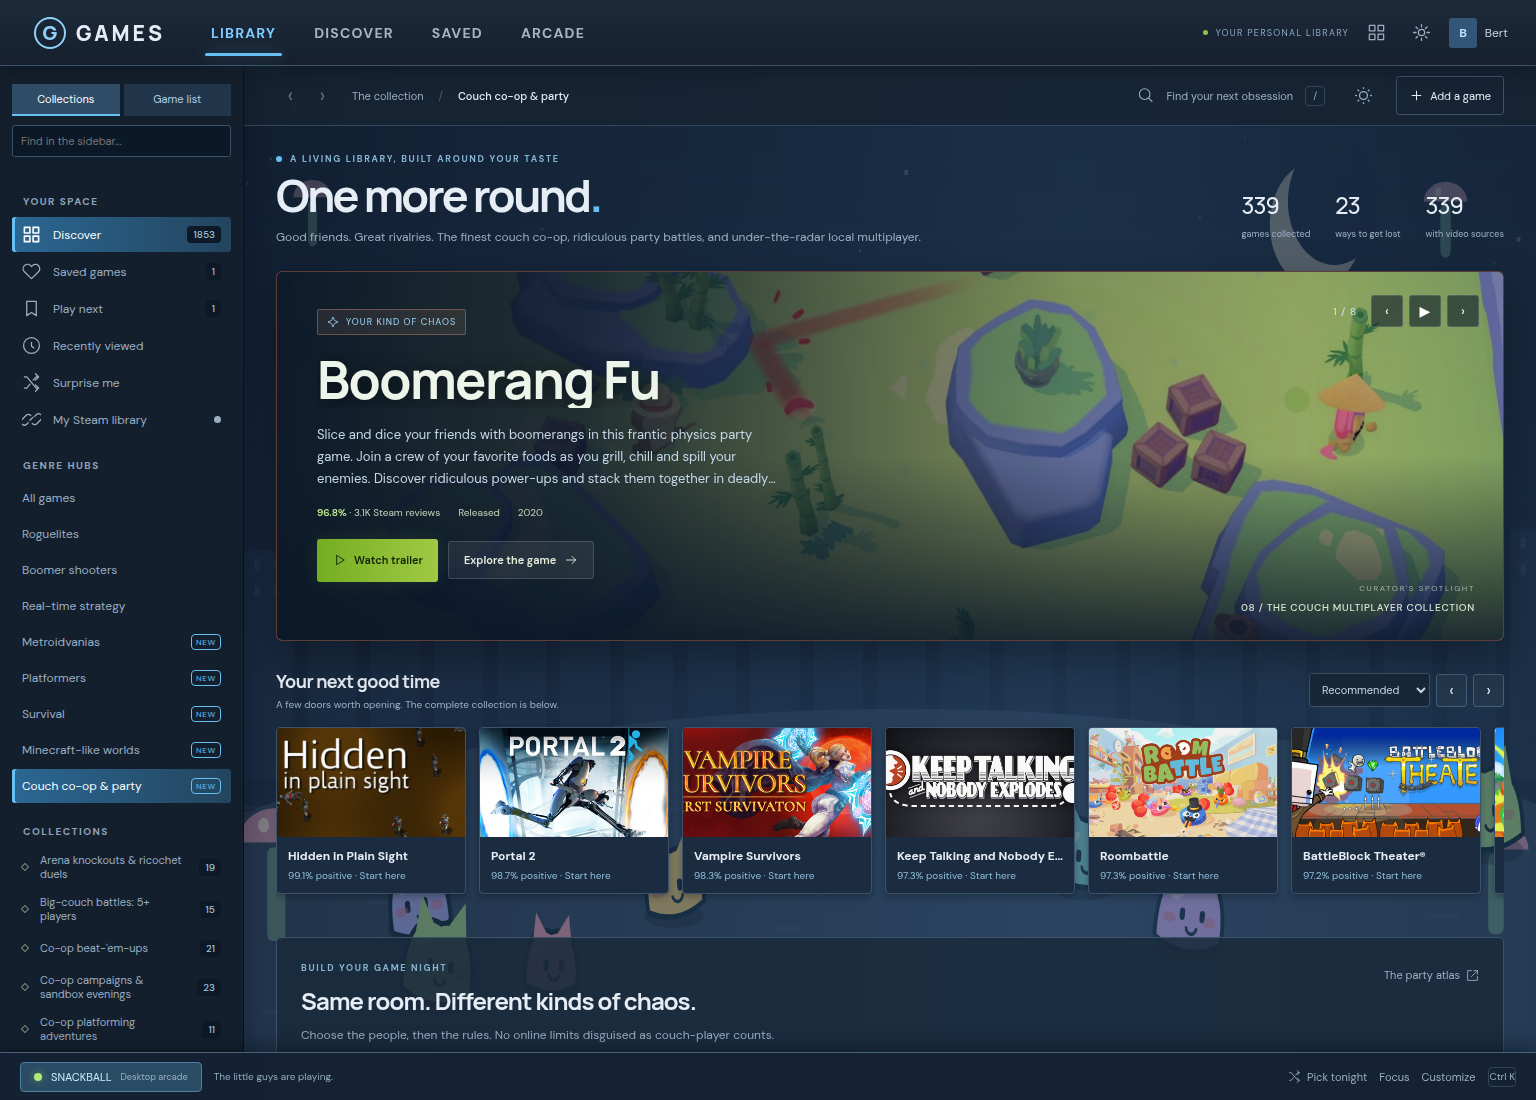 G GAMES
LIBRARY
DISCOVER
SAVED
ARCADE
YOUR PERSONAL LIBRARY
B
Bert
Collections
Game list
Find in the sidebar...
YOUR SPACE
Discover 1853
Saved games 1
Play next 1
Recently viewed
Surprise me
My Steam library
GENRE HUBS
All games
Roguelites
Boomer shooters
Real-time strategy
Metroidvanias NEW
Platformers NEW
Survival NEW
Minecraft-like worlds NEW
Couch co-op & party NEW
COLLECTIONS
Arena knockouts & ricochet
duels
19
Big-couch battles: 5+
players
15
Co-op beat-'em-ups 21
Co-op campaigns &
sandbox evenings
23
Co-op platforming
adventures
11
‹ › The collection / Couch co-op & party
Find your next obsession /
+ Add a game
A LIVING LIBRARY, BUILT AROUND YOUR TASTE
One more round.
Good friends. Great rivalries. The finest couch co-op, ridiculous party battles, and under-the-radar local multiplayer.
339
games collected
23
ways to get lost
339
with video sources
YOUR KIND OF CHAOS
1 / 8 ‹ ▶ ›
Boomerang Fu
Slice and dice your friends with boomerangs in this frantic physics party
game. Join a crew of your favorite foods as you grill, chill and spill your
enemies. Discover ridiculous power-ups and stack them together in deadly...
96.8% · 3.1K Steam reviews Released 2020
Watch trailer
Explore the game →
CURATOR'S SPOTLIGHT
08 / THE COUCH MULTIPLAYER COLLECTION
Your next good time
A few doors worth opening. The complete collection is below.
Recommended
‹ ›
Hidden
in plain sight
Hidden in Plain Sight
99.1% positive · Start here
PORTAL 2
Portal 2
98.7% positive · Start here
VAMPIRE
URVIVORS
RST SURVIVATON
Vampire Survivors
98.3% positive · Start here
KEEP TALKING
and NOBODY EXPLODES
Keep Talking and Nobody E...
97.3% positive · Start here
ROOM
BATTLE
Roombattle
97.3% positive · Start here
BATTLEBLO
THEATE
BattleBlock Theater®
97.2% positive · Start here
BUILD YOUR GAME NIGHT
The party atlas
Same room. Different kinds of chaos.
Choose the people, then the rules. No online limits disguised as couch-player counts.
SNACKBALL Desktop arcade
The little guys are playing.
Pick tonight
Focus
Customize
Ctrl K